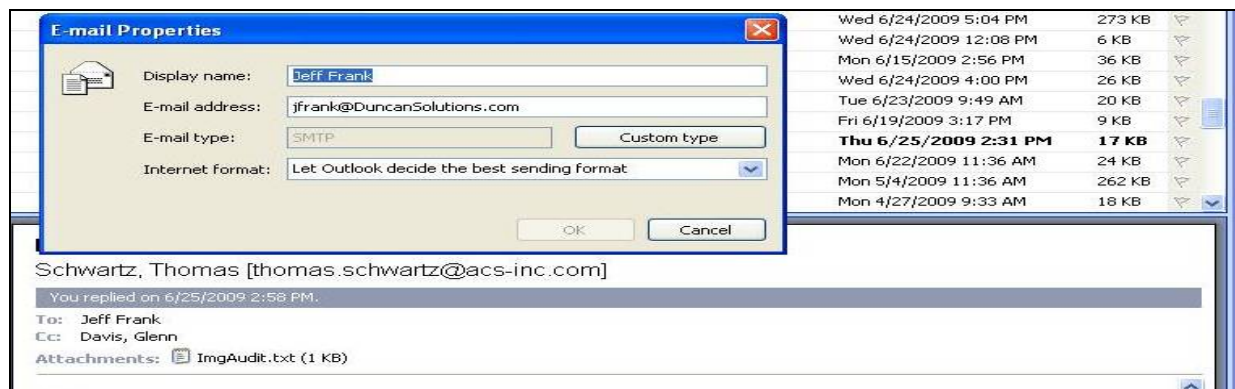 E-mail Properties
Display name: Jeff Frank
E-mail address: jfrank@DuncanSolutions.com
E-mail type: SMTP Custom type
Internet format: Let Outlook decide the best sending format
OK Cancel
Wed 6/24/2009 5:04 PM 273 KB
Wed 6/24/2009 12:08 PM 6 KB
Mon 6/15/2009 2:56 PM 36 KB
Wed 6/24/2009 4:00 PM 26 KB
Tue 6/23/2009 9:49 AM 20 KB
Fri 6/19/2009 3:17 PM 9 KB
Thu 6/25/2009 2:31 PM 17 KB
Mon 6/22/2009 11:36 AM 24 KB
Mon 5/4/2009 11:36 AM 262 KB
Mon 4/27/2009 9:33 AM 18 KB
Schwartz, Thomas [thomas.schwartz@acs-inc.com]
You replied on 6/25/2009 2:58 PM.
To: Jeff Frank
Cc: Davis, Glenn
Attachments: ImgAudit.txt (1 KB)